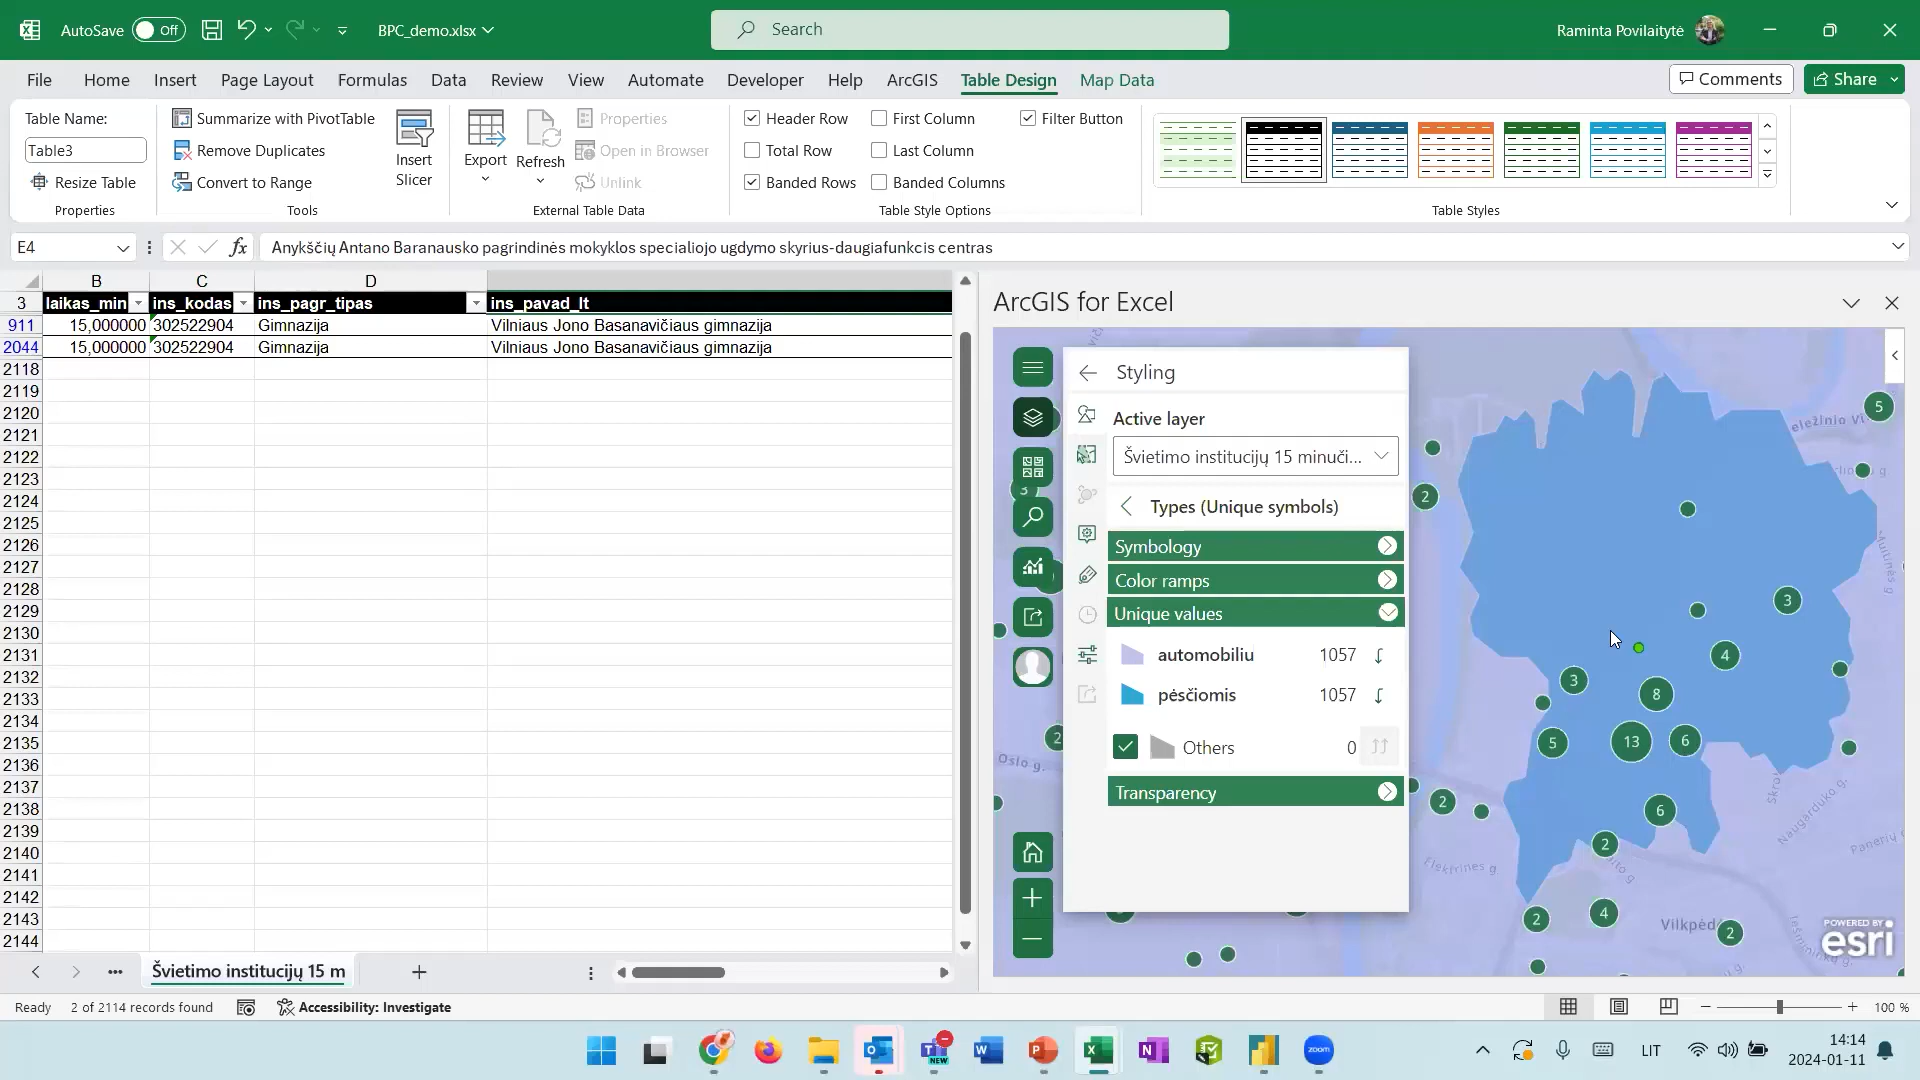 AutoSave Off BPC_demo.xlsx Search Raminta Povilaitytė
File Home Insert Page Layout Formulas Data Review View Automate Developer Help ArcGIS Table Design Map Data Comments Share
Table Name:
Table3
Resize Table
Properties
Summarize with PivotTable
Remove Duplicates
Convert to Range
Tools
Insert
Slicer
Export
Refresh
Properties
Open in Browser
Unlink
External Table Data
Header Row First Column Filter Button
Total Row Last Column
Banded Rows Banded Columns
Table Style Options
Table Styles
E4 fx Anykščių Antano Baranausko pagrindinės mokyklos specialiojo ugdymo skyrius-daugiafunkcis centras
B C D
3 laikas_min ins_kodas ins_pagr_tipas ins_pavad_lt
911 15,000000 302522904 Gimnazija Vilniaus Jono Basanavičiaus gimnazija
2044 15,000000 302522904 Gimnazija Vilniaus Jono Basanavičiaus gimnazija
2118
2119
2120
2121
2122
2123
2124
2125
2126
2127
2128
2129
2130
2131
2132
2133
2134
2135
2136
2137
2138
2139
2140
2141
2142
2143
2144
ArcGIS for Excel
Styling
Active layer
Švietimo institucijų 15 minuči...
Types (Unique symbols)
Symbology
Color ramps
Unique values
automobiliu 1057
pėsčiomis 1057
Others 0
Transparency
5
2
3
3
4
3
8
5
13
6
2
2
6
2
2
4
2
Oslo g.
Elektrinės g
Naugarduko g.
Vilkpėd
POWERED BY
esri
Švietimo institucijų 15 m
Ready 2 of 2114 records found Accessibility: Investigate 100 %
NEW
zoom
LIT
14:14
2024-01-11